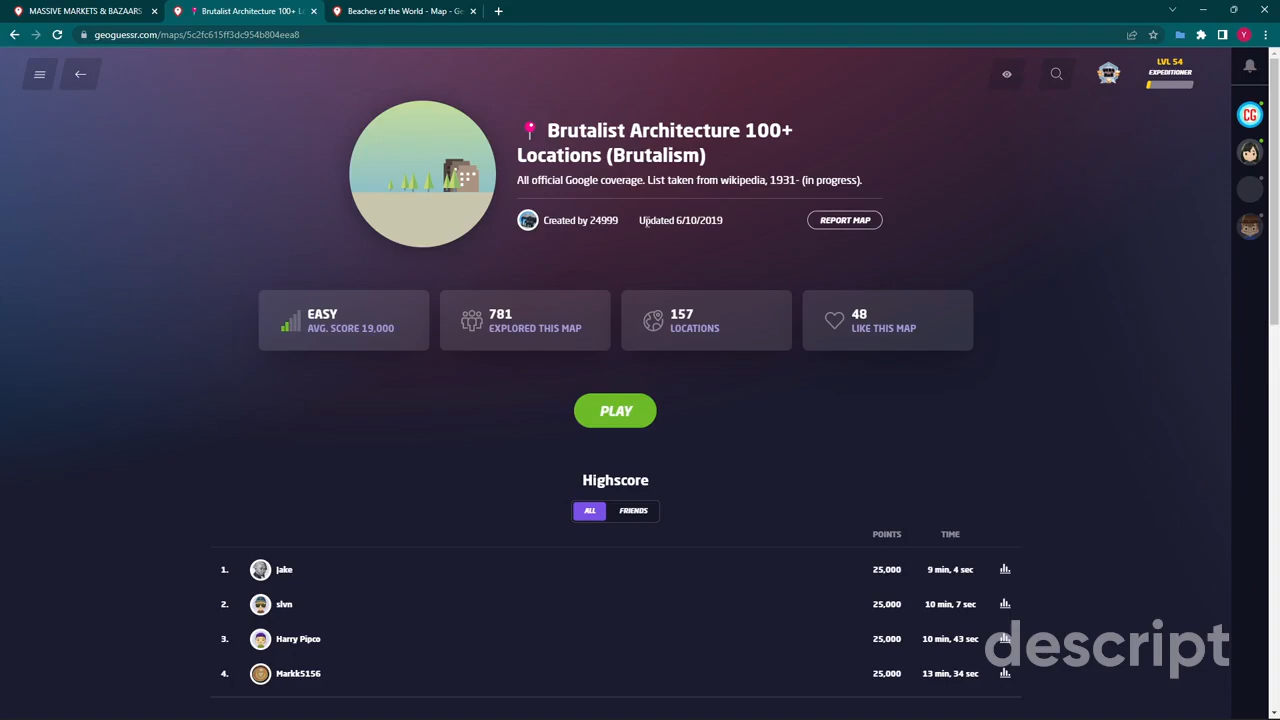 MASSIVE MARKETS & BAZAARS
Brutalist Architecture 100+ Lo
Beaches of the World - Map - Ge
geoguessr.com/maps/5c2fc615ff3dc954b804eea8
Y
LVL 54
EXPEDITIONER
CG
Brutalist Architecture 100+
Locations (Brutalism)
All official Google coverage. List taken from wikipedia, 1931- (in progress).
Created by 24999
Updated 6/10/2019
REPORT MAP
EASY
AVG. SCORE 19,000
781
EXPLORED THIS MAP
157
LOCATIONS
48
LIKE THIS MAP
PLAY
Highscore
ALL
FRIENDS
POINTS
TIME
1. Jake 25,000 9 min, 4 sec
2. slvn 25,000 10 min, 7 sec
3. Harry Pipco 25,000 10 min, 43 sec
4. Markk5156 25,000 13 min, 34 sec
descript